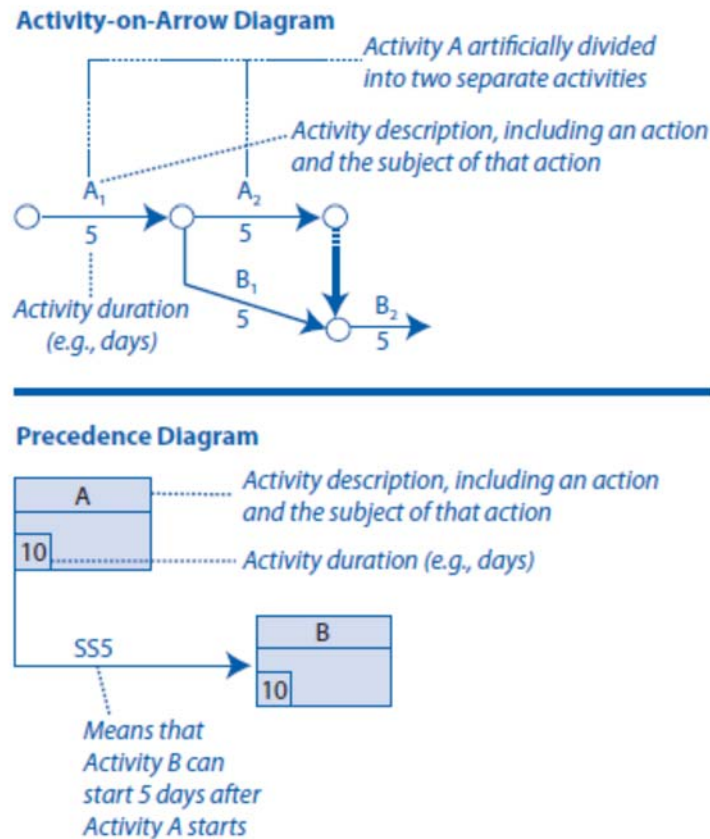 Activity-on-Arrow Diagram
Activity A artificially divided
into two separate activities
Activity description, including an action
and the subject of that action
A₁
A₂
5
5
B₁
5
B₂
5
Activity duration
(e.g., days)
Precedence Diagram
A
10
Activity description, including an action
and the subject of that action
Activity duration (e.g., days)
SS5
B
10
Means that
Activity B can
start 5 days after
Activity A starts